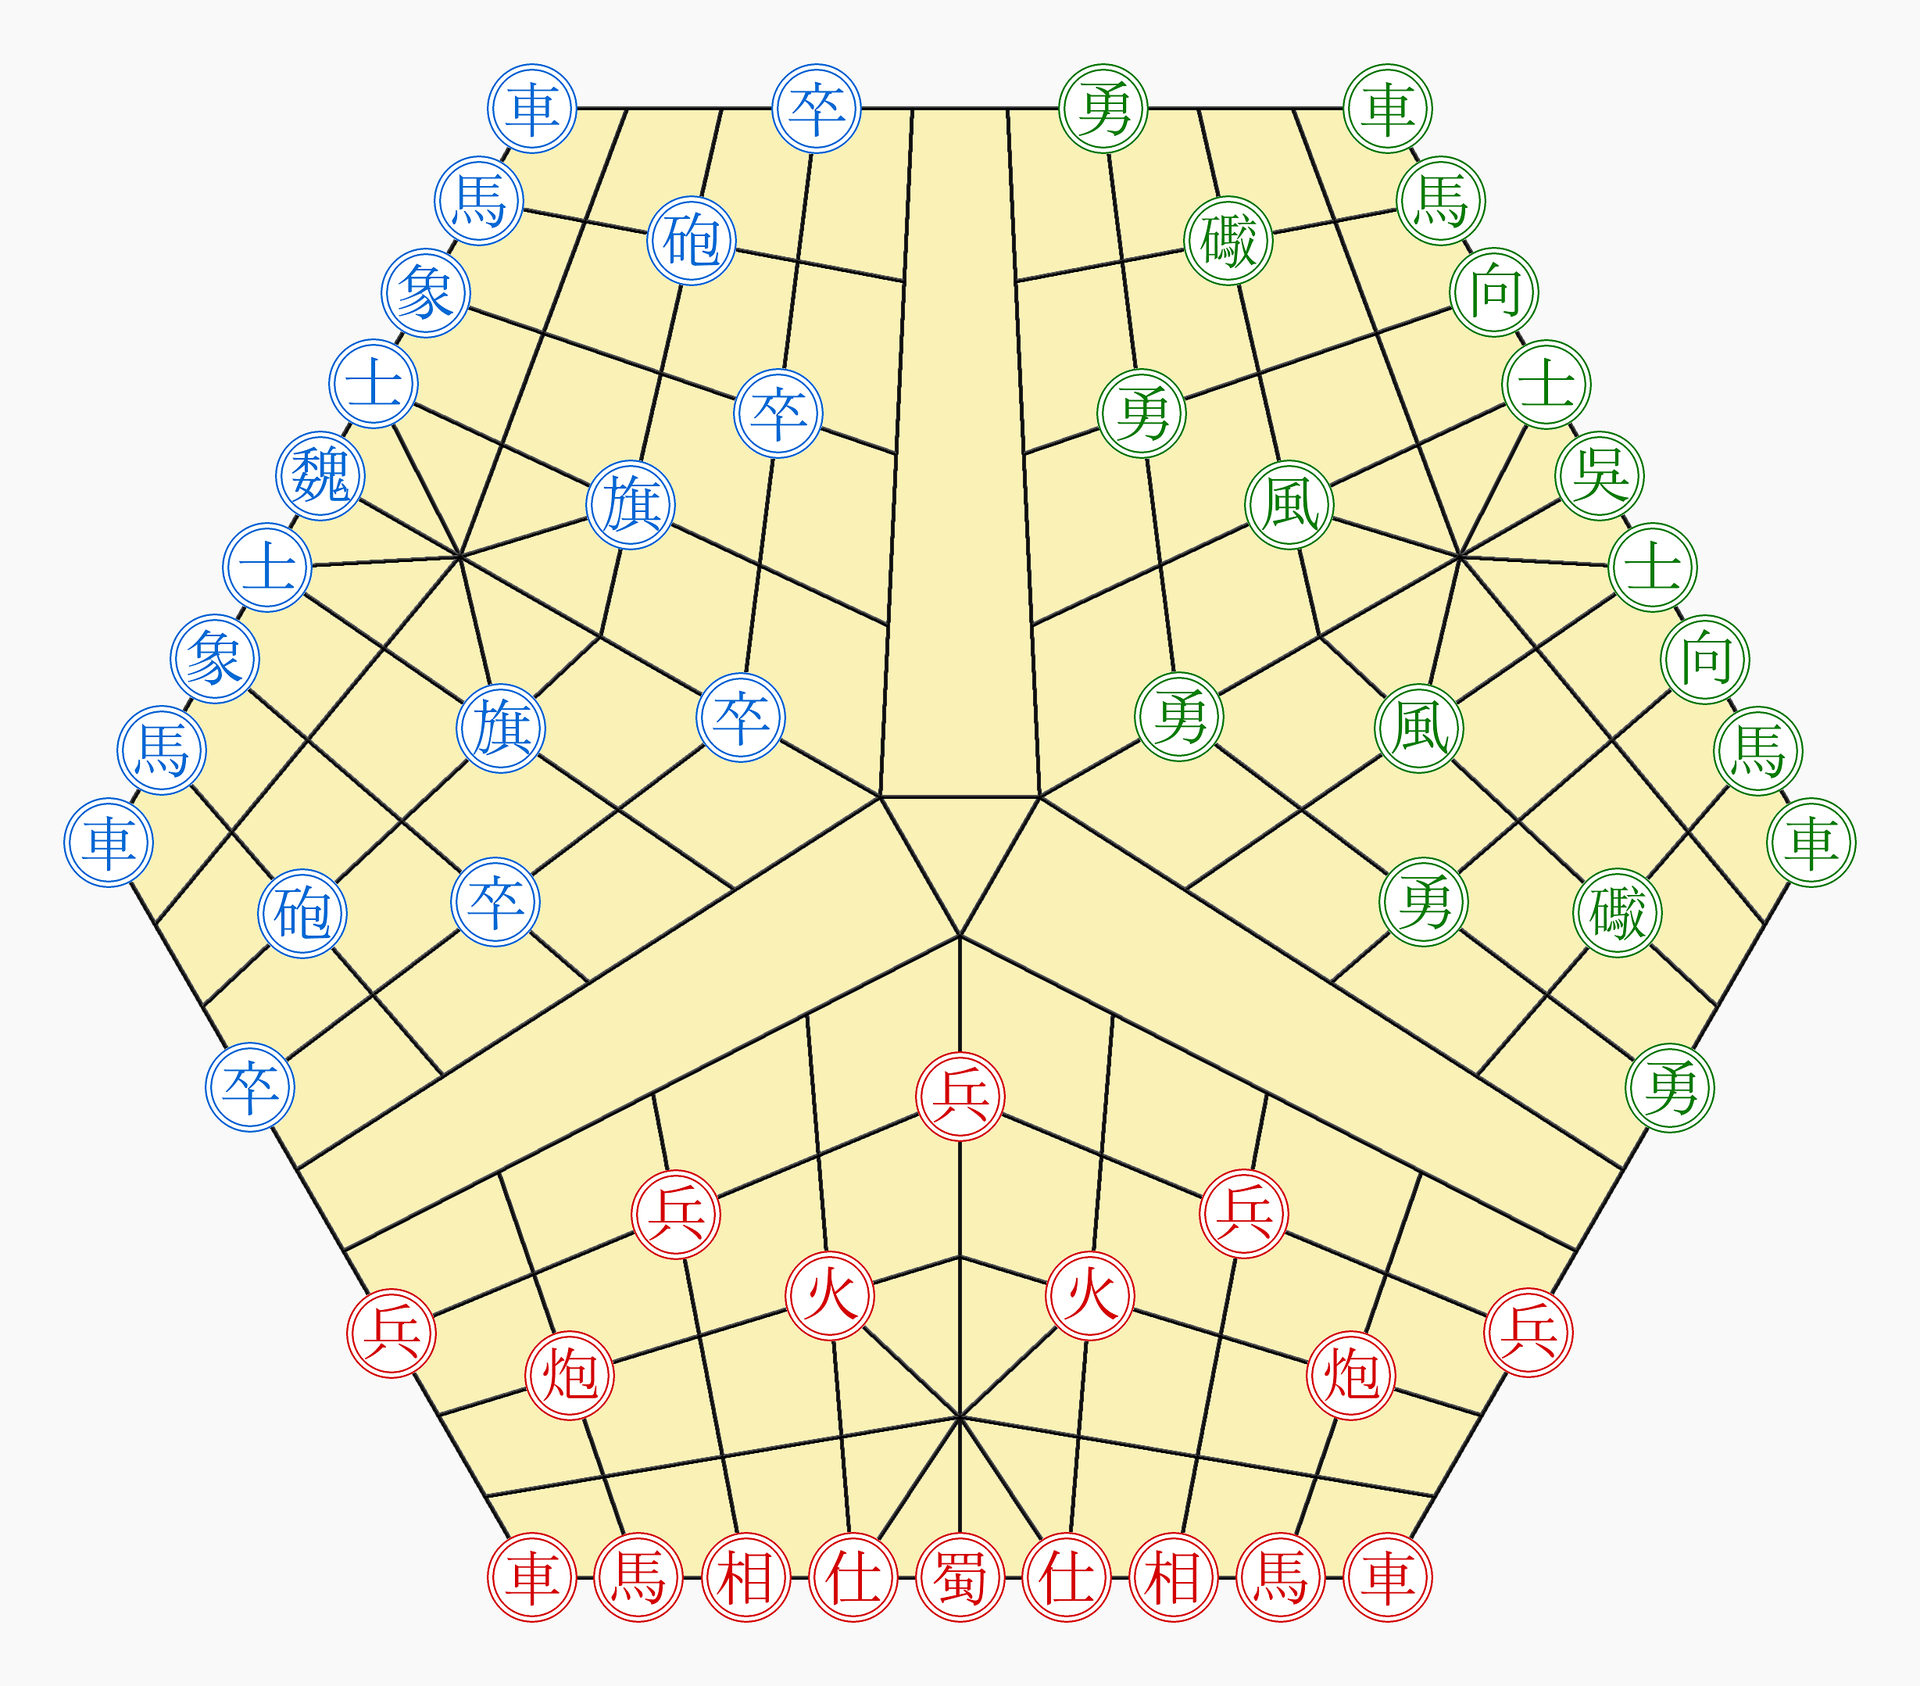 車 卒 勇 車
馬 馬
砲 礮
象 向
士 士
卒 勇
魏 吳
旗 風
士 士
象 向
卒 勇
旗 風
馬 馬
車 車
卒 勇
砲 礮
卒 勇
兵
兵 兵
火 火
兵 兵
炮 炮
車 馬 相 仕 蜀 仕 相 馬 車